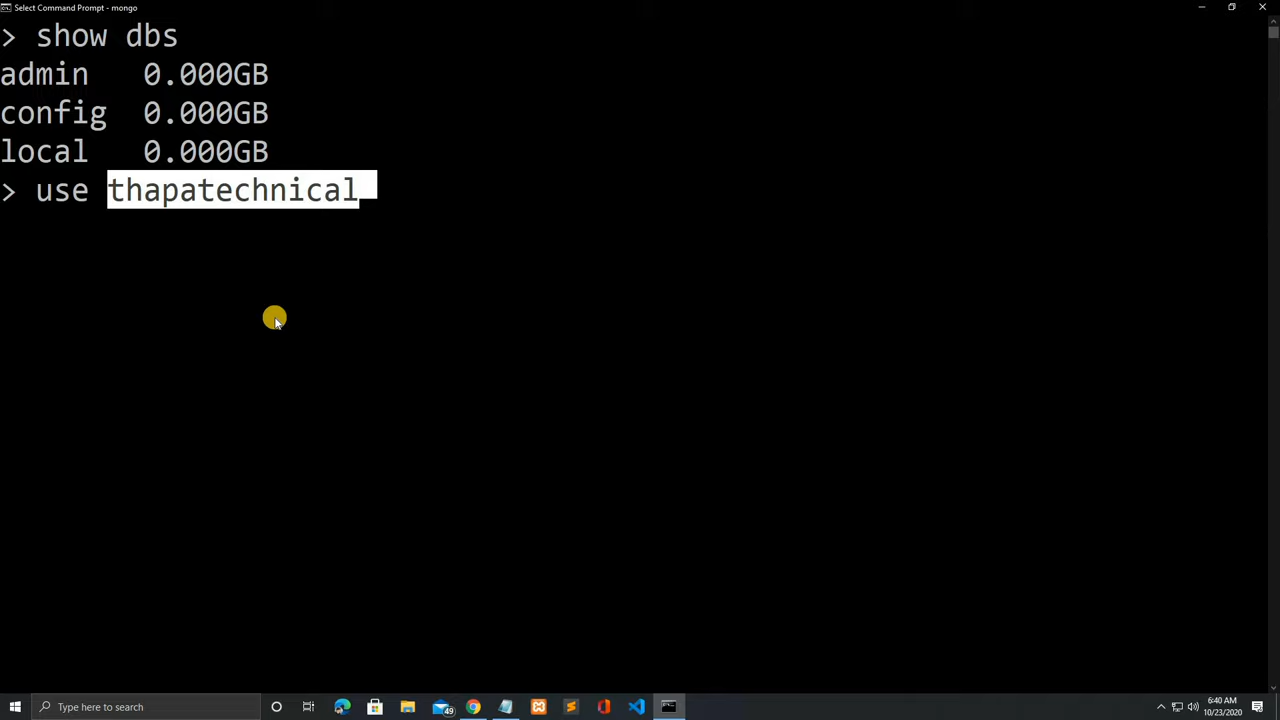 Select Command Prompt - mongo
> show dbs
admin 0.000GB
config 0.000GB
local 0.000GB
> use thapatechnical
Type here to search
49
6:40 AM
10/23/2020